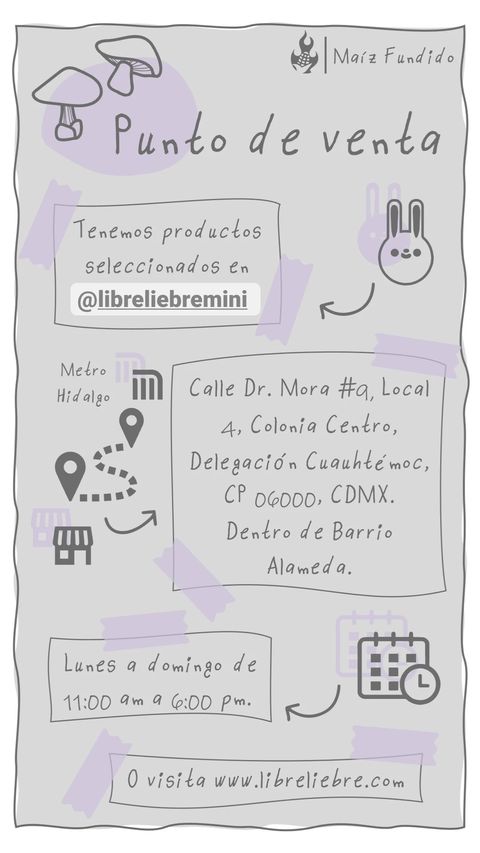 Maíz Fundido
Punto de venta
Tenemos productos
seleccionados en
@libreliebremini
Metro
Hidalgo
Calle Dr. Mora #9, Local
4, Colonia Centro,
Delegación Cuauhtémoc,
CP 06000, CDMX.
Dentro de Barrio
Alameda.
Lunes a domingo de
11:00 am a 6:00 pm.
O visita www.libreliebre.com